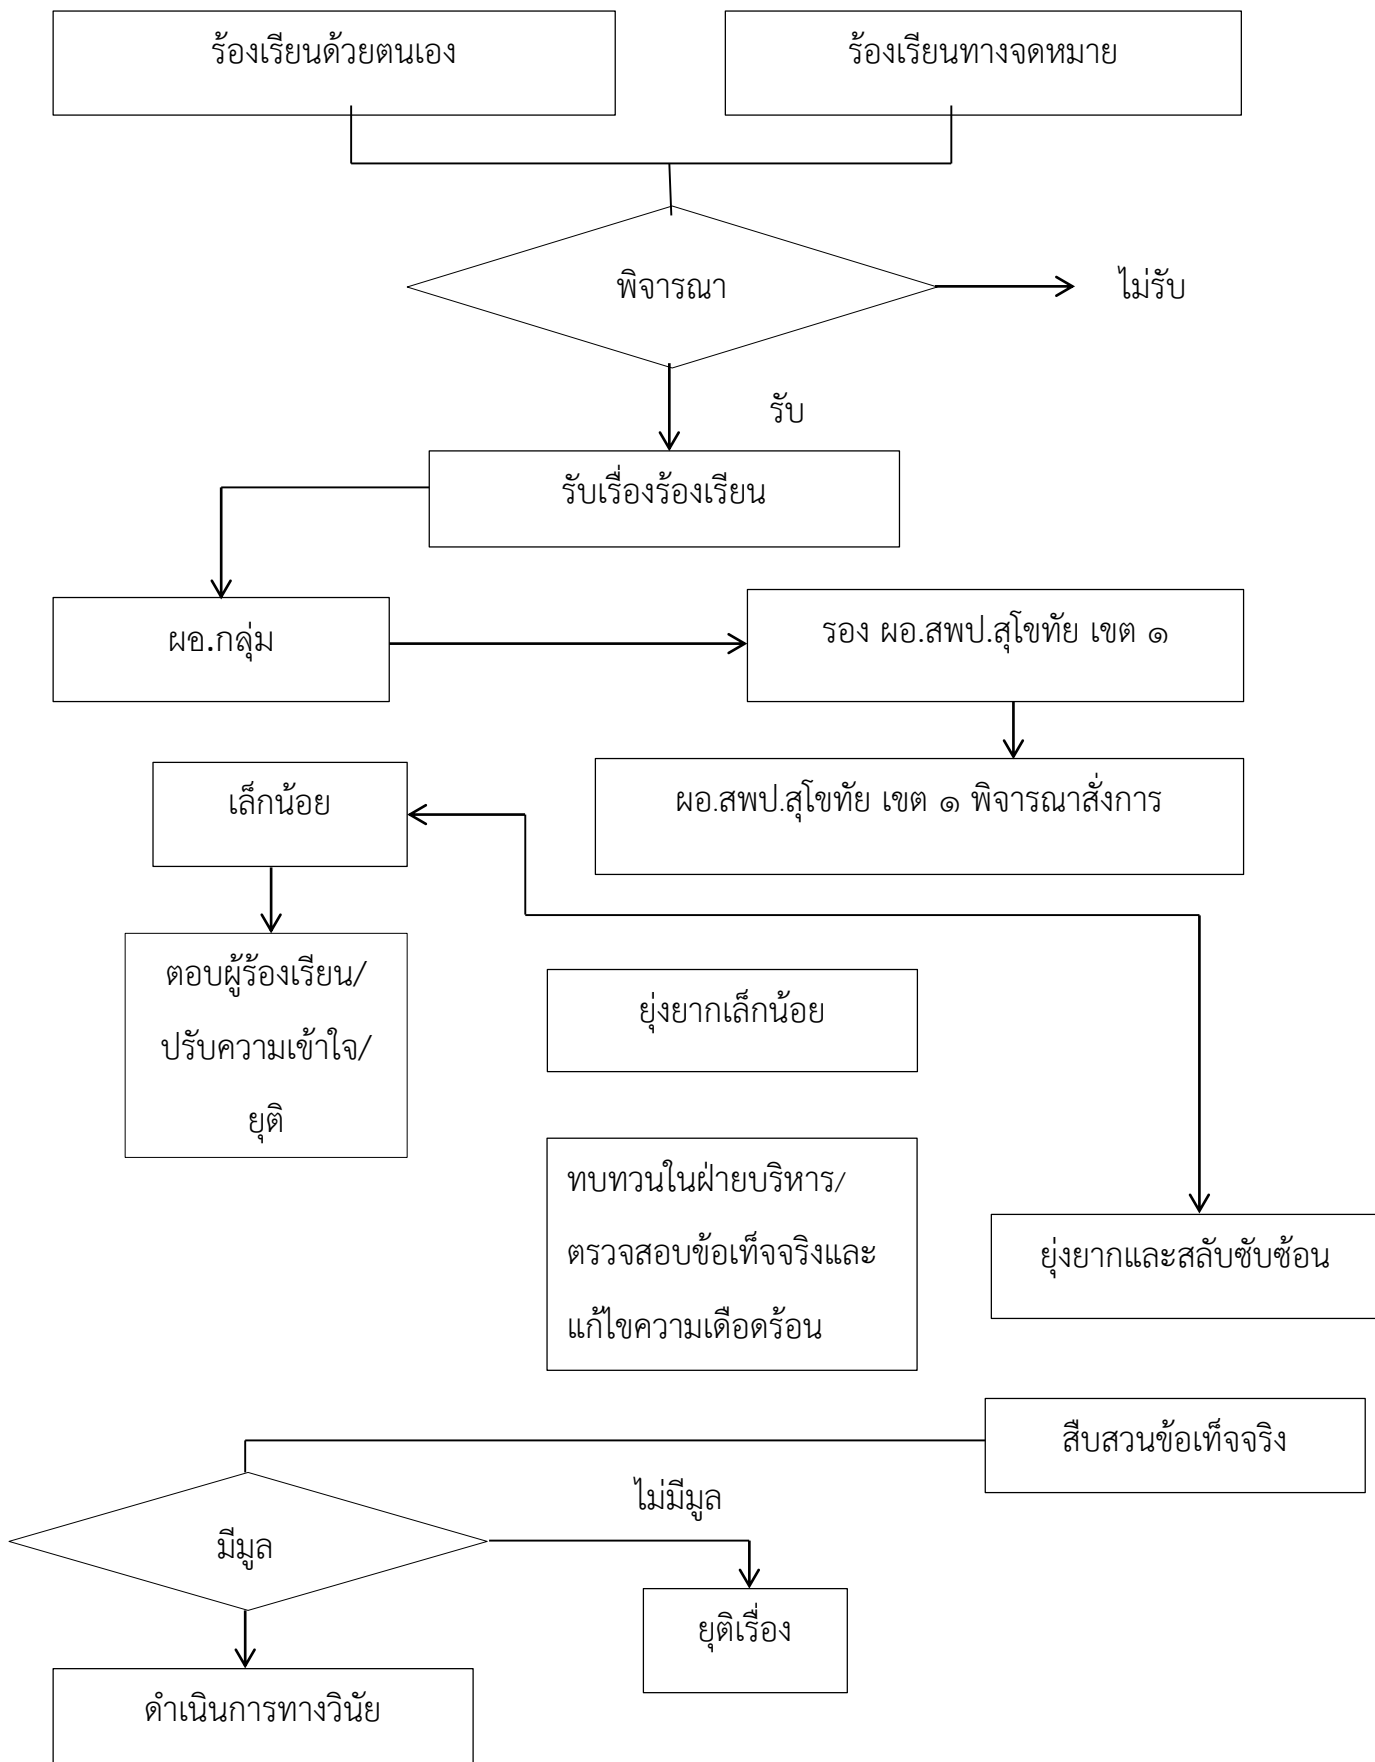 ร้องเรียนด้วยตนเอง
ร้องเรียนทางจดหมาย
พิจารณา
ไม่รับ
รับ
รับเรื่องร้องเรียน
ผอ.กลุ่ม
รอง ผอ.สพป.สุโขทัย เขต ๑
ผอ.สพป.สุโขทัย เขต ๑ พิจารณาสั่งการ
เล็กน้อย
ตอบผู้ร้องเรียน/
ปรับความเข้าใจ/
ยุติ
ยุ่งยากเล็กน้อย
ทบทวนในฝ่ายบริหาร/
ตรวจสอบข้อเท็จจริงและ
แก้ไขความเดือดร้อน
ยุ่งยากและสลับซับซ้อน
สืบสวนข้อเท็จจริง
ไม่มีมูล
มีมูล
ยุติเรื่อง
ดำเนินการทางวินัย